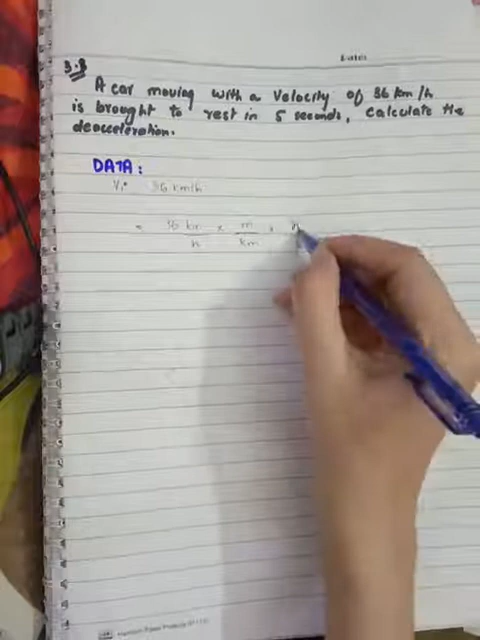 Date:
3.3
A car moving with a velocity of 36 km/h
is brought to rest in 5 seconds, calculate the
deacceleration.
DATA:
Vi = 36 km/h
= 36 km/h × m/km × h